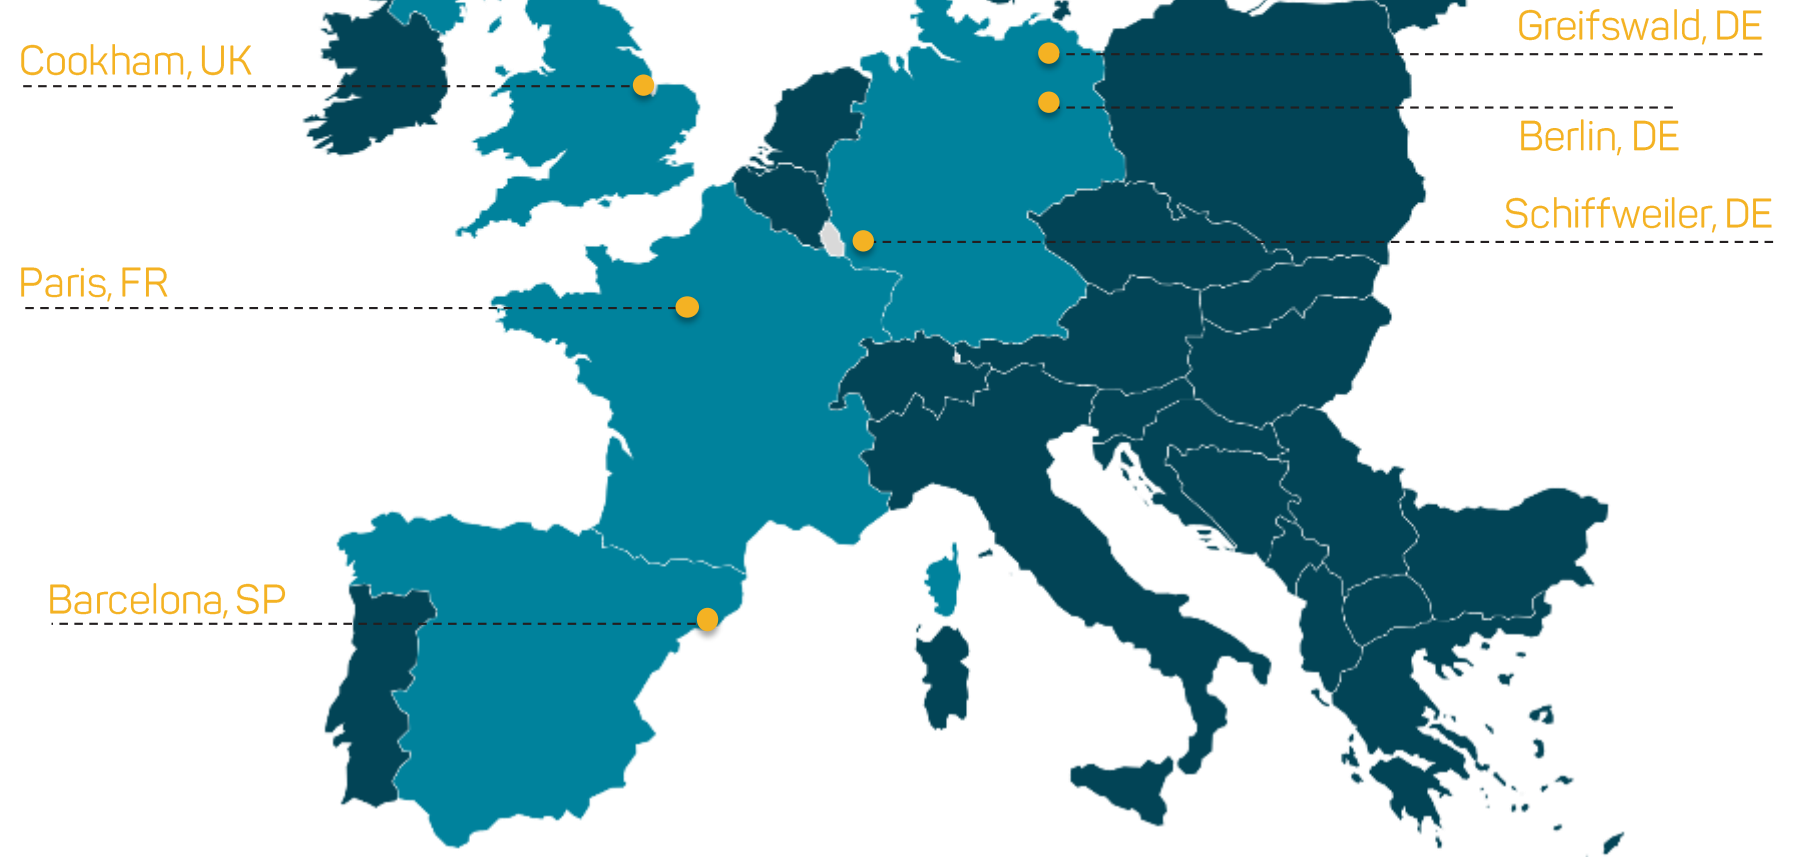 Greifswald, DE
Cookham, UK
Berlin, DE
Schiffweiler, DE
Paris, FR
Barcelona, SP